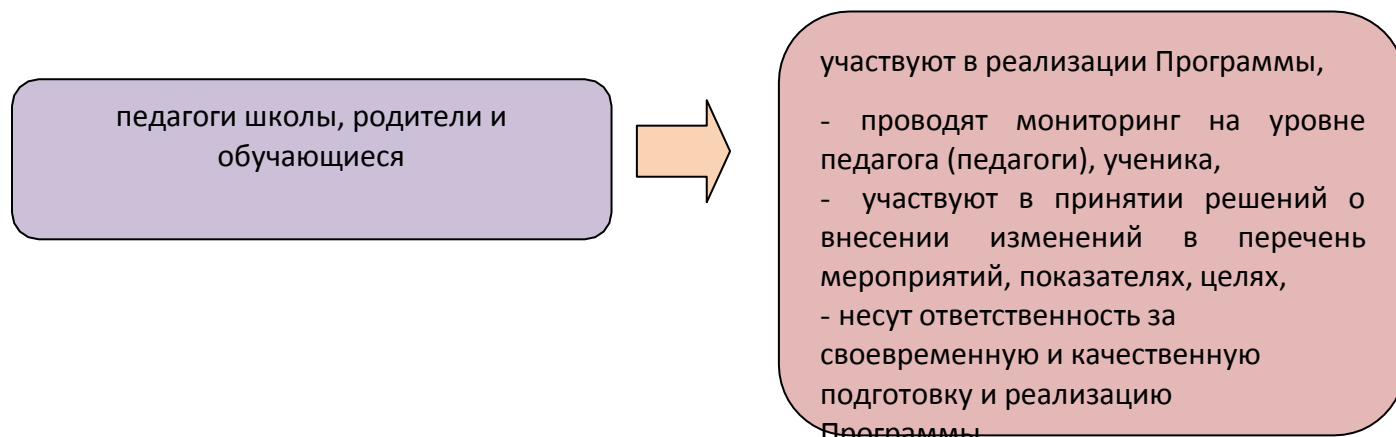 педагоги школы, родители и
обучающиеся
участвуют в реализации Программы,
- проводят мониторинг на уровне
педагога (педагоги), ученика,
- участвуют в принятии решений о
внесении изменений в перечень
мероприятий, показателях, целях,
- несут ответственность за
своевременную и качественную
подготовку и реализацию
Программы